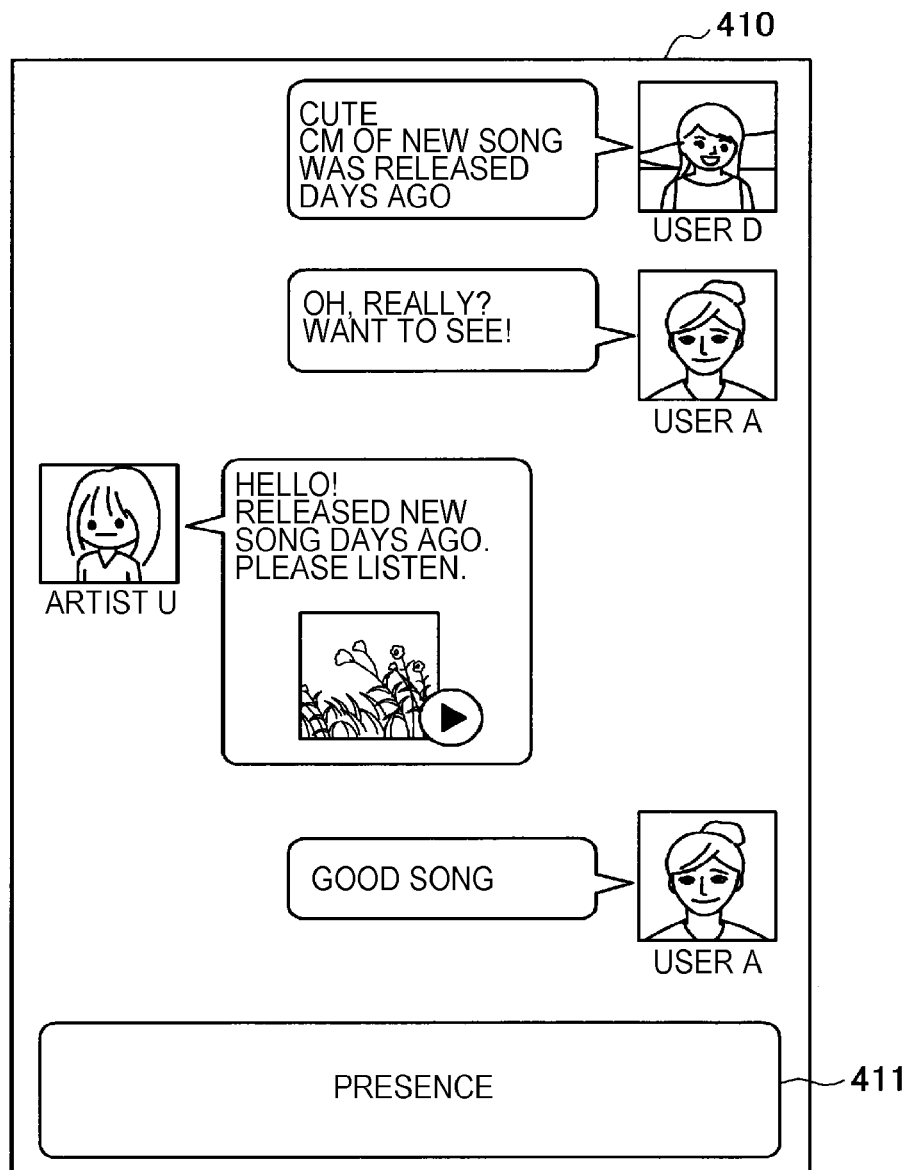 410
CUTE
CM OF NEW SONG
WAS RELEASED
DAYS AGO
USER D
OH, REALLY?
WANT TO SEE!
USER A
HELLO!
RELEASED NEW
SONG DAYS AGO.
PLEASE LISTEN.
ARTIST U
GOOD SONG
USER A
PRESENCE
411